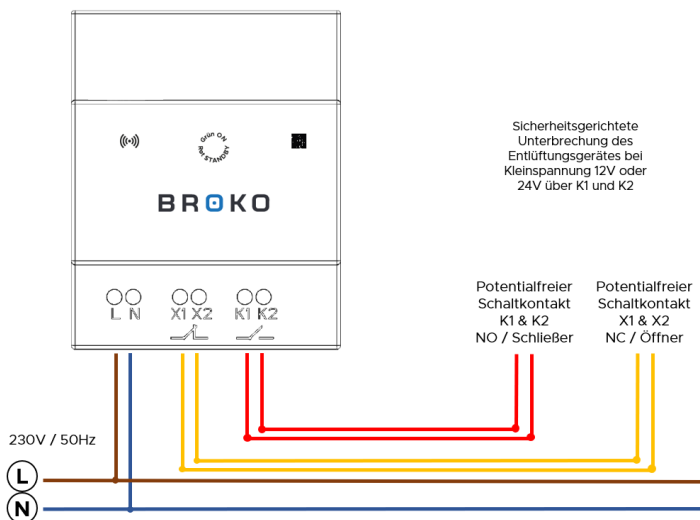 Grün ON
Rot STANDBY
BROKO
L N X1 X2 K1 K2
Sicherheitsgerichtete
Unterbrechung des
Entlüftungsgerätes bei
Kleinspannung 12V oder
24V über K1 und K2
Potentialfreier
Schaltkontakt
K1 & K2
NO / Schließer
Potentialfreier
Schaltkontakt
X1 & X2
NC / Öffner
230V / 50Hz
L
N